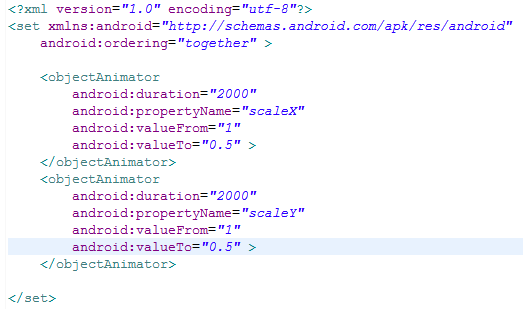 <?xml version="1.0" encoding="utf-8"?>
<set xmlns:android="http://schemas.android.com/apk/res/android"
    android:ordering="together" >

    <objectAnimator
        android:duration="2000"
        android:propertyName="scaleX"
        android:valueFrom="1"
        android:valueTo="0.5" >
    </objectAnimator>
    <objectAnimator
        android:duration="2000"
        android:propertyName="scaleY"
        android:valueFrom="1"
        android:valueTo="0.5" >
    </objectAnimator>

</set>